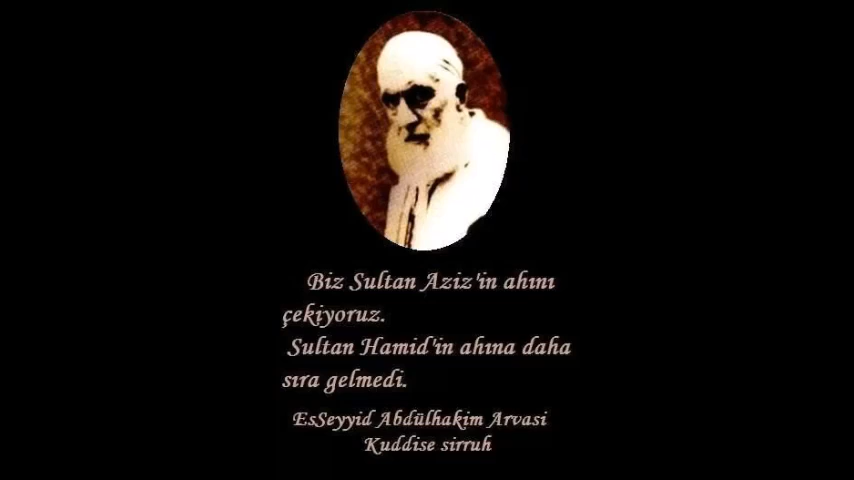 Biz Sultan Aziz'in ahını
çekiyoruz.
Sultan Hamid'in ahına daha
sıra gelmedi.
EsSeyyid Abdülhakim Arvasi
Kuddise sirruh